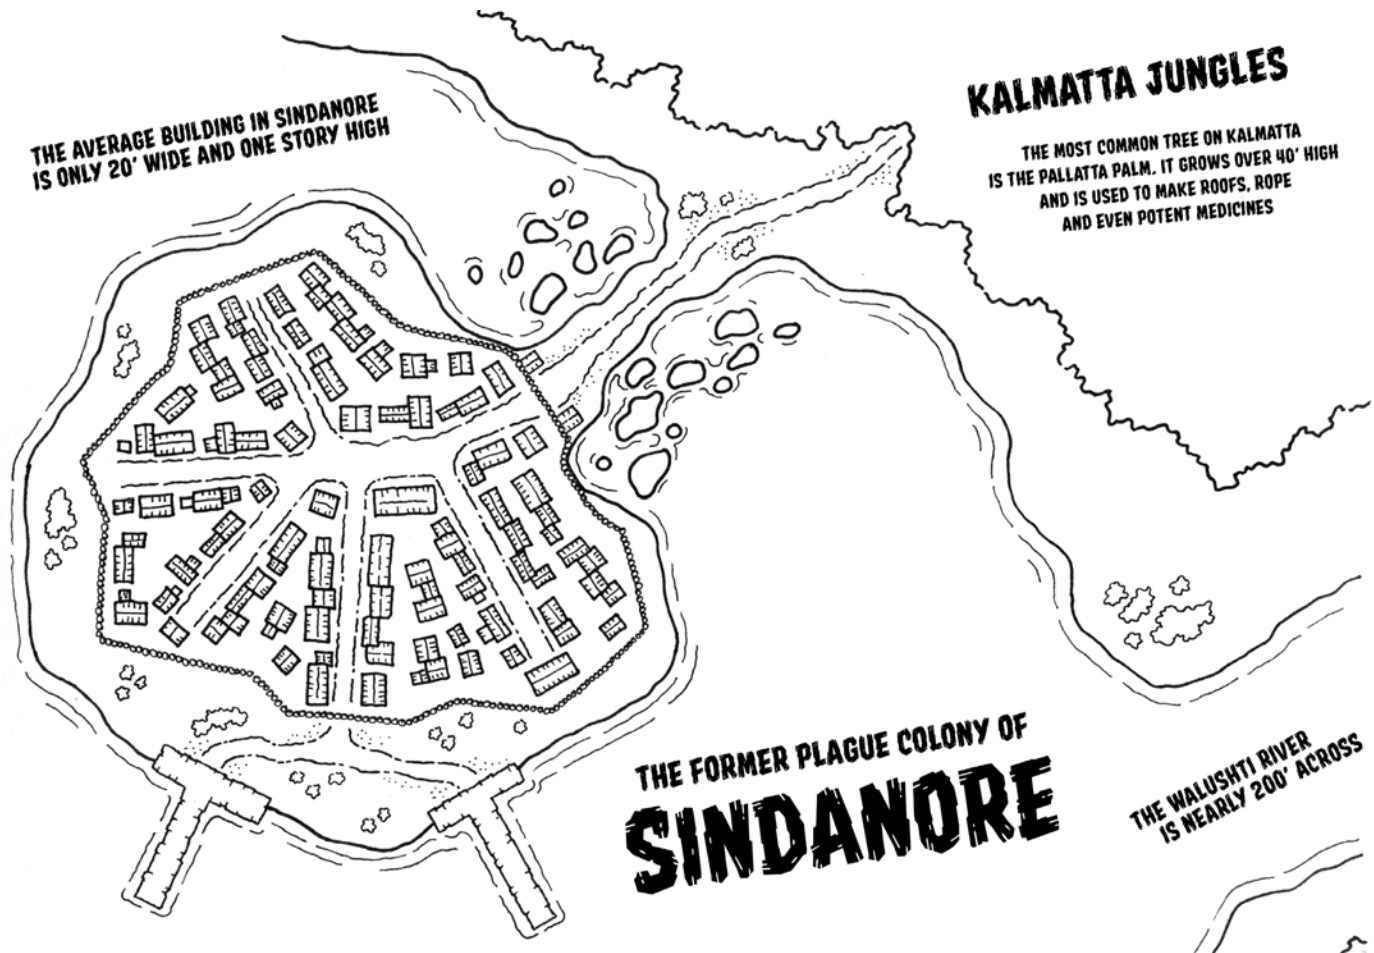 KALMATTA JUNGLES
THE MOST COMMON TREE ON KALMATTA
IS THE PALLATTA PALM. IT GROWS OVER 40' HIGH
AND IS USED TO MAKE ROOFS, ROPE
AND EVEN POTENT MEDICINES
THE AVERAGE BUILDING IN SINDANORE
IS ONLY 20' WIDE AND ONE STORY HIGH
THE FORMER PLAGUE COLONY OF
SINDANORE
THE WALUSHTI RIVER
IS NEARLY 200' ACROSS